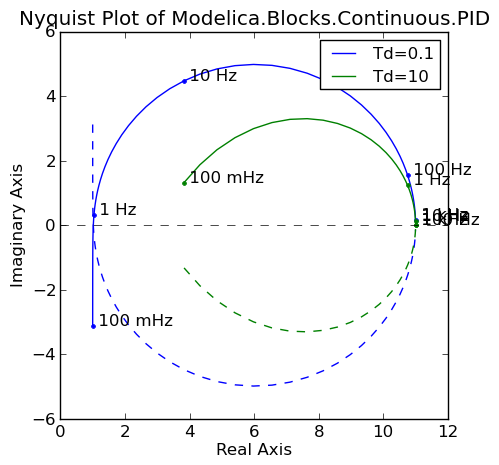 Nyquist Plot of Modelica.Blocks.Continuous.PID
Td=0.1
Td=10
10 Hz
100 Hz
1 Hz
100 mHz
1 Hz
100 mHz
Imaginary Axis
6
4
2
0
−2
−4
−6
0
2
4
6
8
10
12
Real Axis